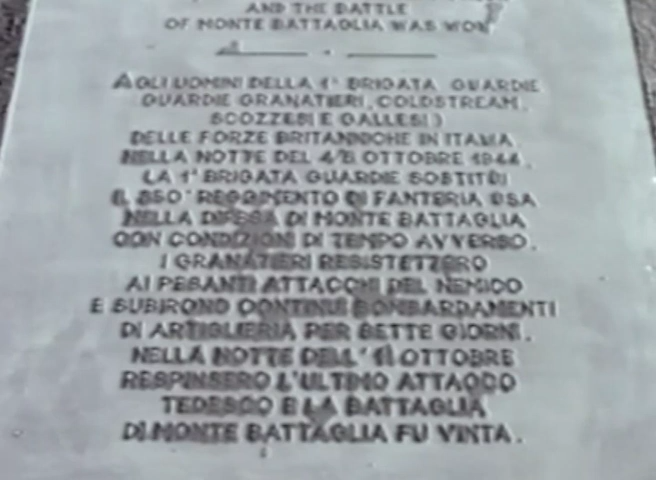 AND THE BATTLE
OF MONTE BATTAGLIA WAS WON
AGLI UOMINI DELLA 1ª BRIGATA GUARDIE
GUARDIE GRANATIERI, COLDSTREAM,
SCOZZESI E GALLESI)
DELLE FORZE BRITANNICHE IN ITALIA
NELLA NOTTE DEL 4/5 OTTOBRE 1944,
LA 1ª BRIGATA GUARDIE SOSTITUÌ
IL 350° REGGIMENTO DI FANTERIA USA
NELLA DIFESA DI MONTE BATTAGLIA
CON CONDIZIONI DI TEMPO AVVERSO.
I GRANATIERI RESISTETTERO
AI PESANTI ATTACCHI DEL NEMICO
E SUBIRONO CONTINUI BOMBARDAMENTI
DI ARTIGLIERIA PER SETTE GIORNI.
NELLA NOTTE DELL'11 OTTOBRE
RESPINSERO L'ULTIMO ATTACCO
TEDESCO E LA BATTAGLIA
DI MONTE BATTAGLIA FU VINTA.